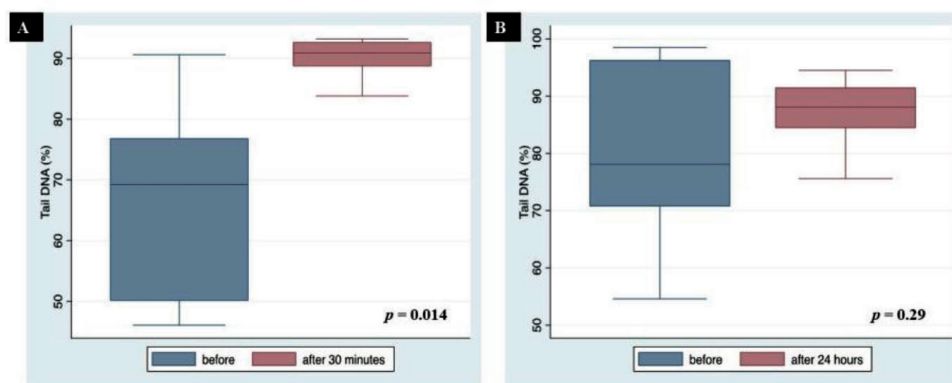 A
Tail DNA (%)
90
80
70
60
50
p = 0.014
before
after 30 minutes
B
Tail DNA (%)
100
90
80
70
60
50
p = 0.29
before
after 24 hours